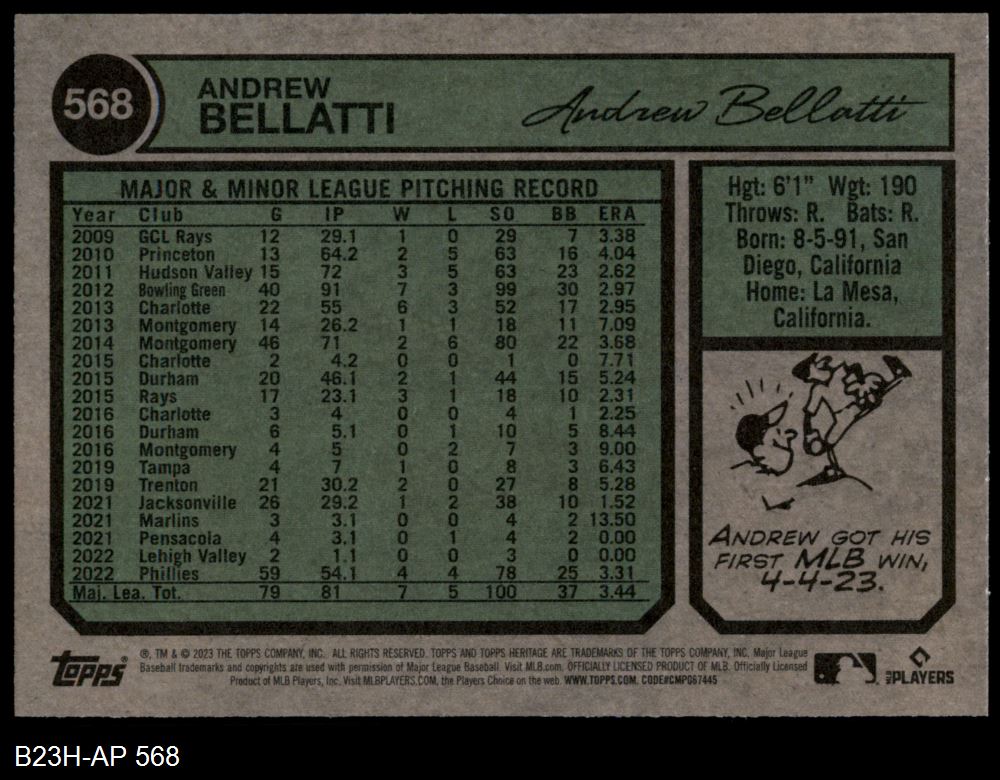 568
ANDREW
BELLATTI
Andrew Bellatti
MAJOR & MINOR LEAGUE PITCHING RECORD
Year Club G IP W L SO BB ERA
2009 GCL Rays 12 29.1 1 0 29 7 3.38
2010 Princeton 13 64.2 2 5 63 16 4.04
2011 Hudson Valley 15 72 3 5 63 23 2.62
2012 Bowling Green 40 91 7 3 99 30 2.97
2013 Charlotte 22 55 6 3 52 17 2.95
2013 Montgomery 14 26.2 1 1 18 11 7.09
2014 Montgomery 46 71 2 6 80 22 3.68
2015 Charlotte 2 4.2 0 0 1 0 7.71
2015 Durham 20 46.1 2 1 44 15 5.24
2015 Rays 17 23.1 3 1 18 10 2.31
2016 Charlotte 3 4 0 0 4 1 2.25
2016 Durham 6 5.1 0 1 10 5 8.44
2016 Montgomery 4 5 0 2 7 3 9.00
2019 Tampa 4 7 1 0 8 3 6.43
2019 Trenton 21 30.2 2 0 27 8 5.28
2021 Jacksonville 26 29.2 1 2 38 10 1.52
2021 Marlins 3 3.1 0 0 4 2 13.50
2021 Pensacola 4 3.1 0 1 4 2 0.00
2022 Lehigh Valley 2 1.1 0 0 3 0 0.00
2022 Phillies 59 54.1 4 4 78 25 3.31
Maj. Lea. Tot. 79 81 7 5 100 37 3.44
Hgt: 6'1" Wgt: 190
Throws: R. Bats: R.
Born: 8-5-91, San
Diego, California
Home: La Mesa,
California.
ANDREW GOT HIS
FIRST MLB WIN,
4-4-23.
Topps®
®, TM & © 2023 THE TOPPS COMPANY, INC. ALL RIGHTS RESERVED. TOPPS AND TOPPS HERITAGE ARE TRADEMARKS OF THE TOPPS COMPANY, INC. Major League
Baseball trademarks and copyrights are used with permission of Major League Baseball. Visit MLB.com. OFFICIALLY LICENSED PRODUCT OF MLB. Officially Licensed
Product of MLB Players, Inc. Visit MLBPLAYERS.COM, the Players Choice on the web. WWW.TOPPS.COM. CODE#CMP067445
MLB PLAYERS
B23H-AP 568